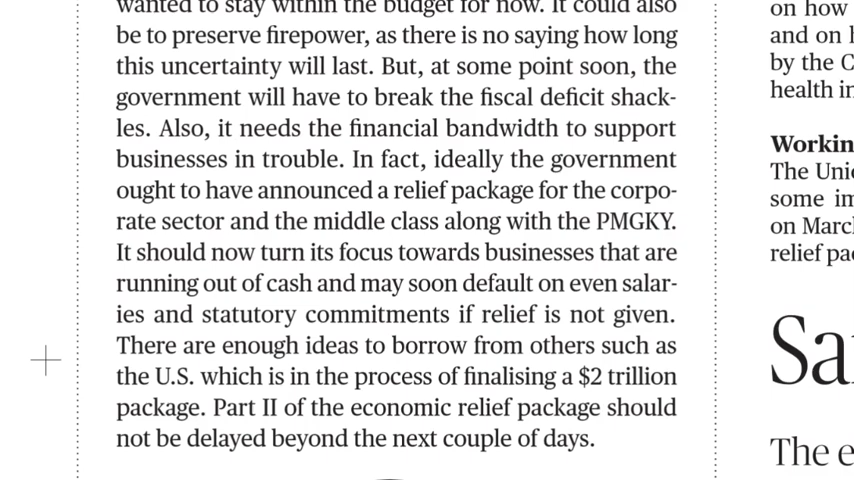 wanted to stay within the budget for now. It could also
be to preserve firepower, as there is no saying how long
this uncertainty will last. But, at some point soon, the
government will have to break the fiscal deficit shack-
les. Also, it needs the financial bandwidth to support
businesses in trouble. In fact, ideally the government
ought to have announced a relief package for the corpo-
rate sector and the middle class along with the PMGKY.
It should now turn its focus towards businesses that are
running out of cash and may soon default on even salar-
ies and statutory commitments if relief is not given.
There are enough ideas to borrow from others such as
the U.S. which is in the process of finalising a $2 trillion
package. Part II of the economic relief package should
not be delayed beyond the next couple of days.
on how
and on
by the
health
The
some
on
relief
The